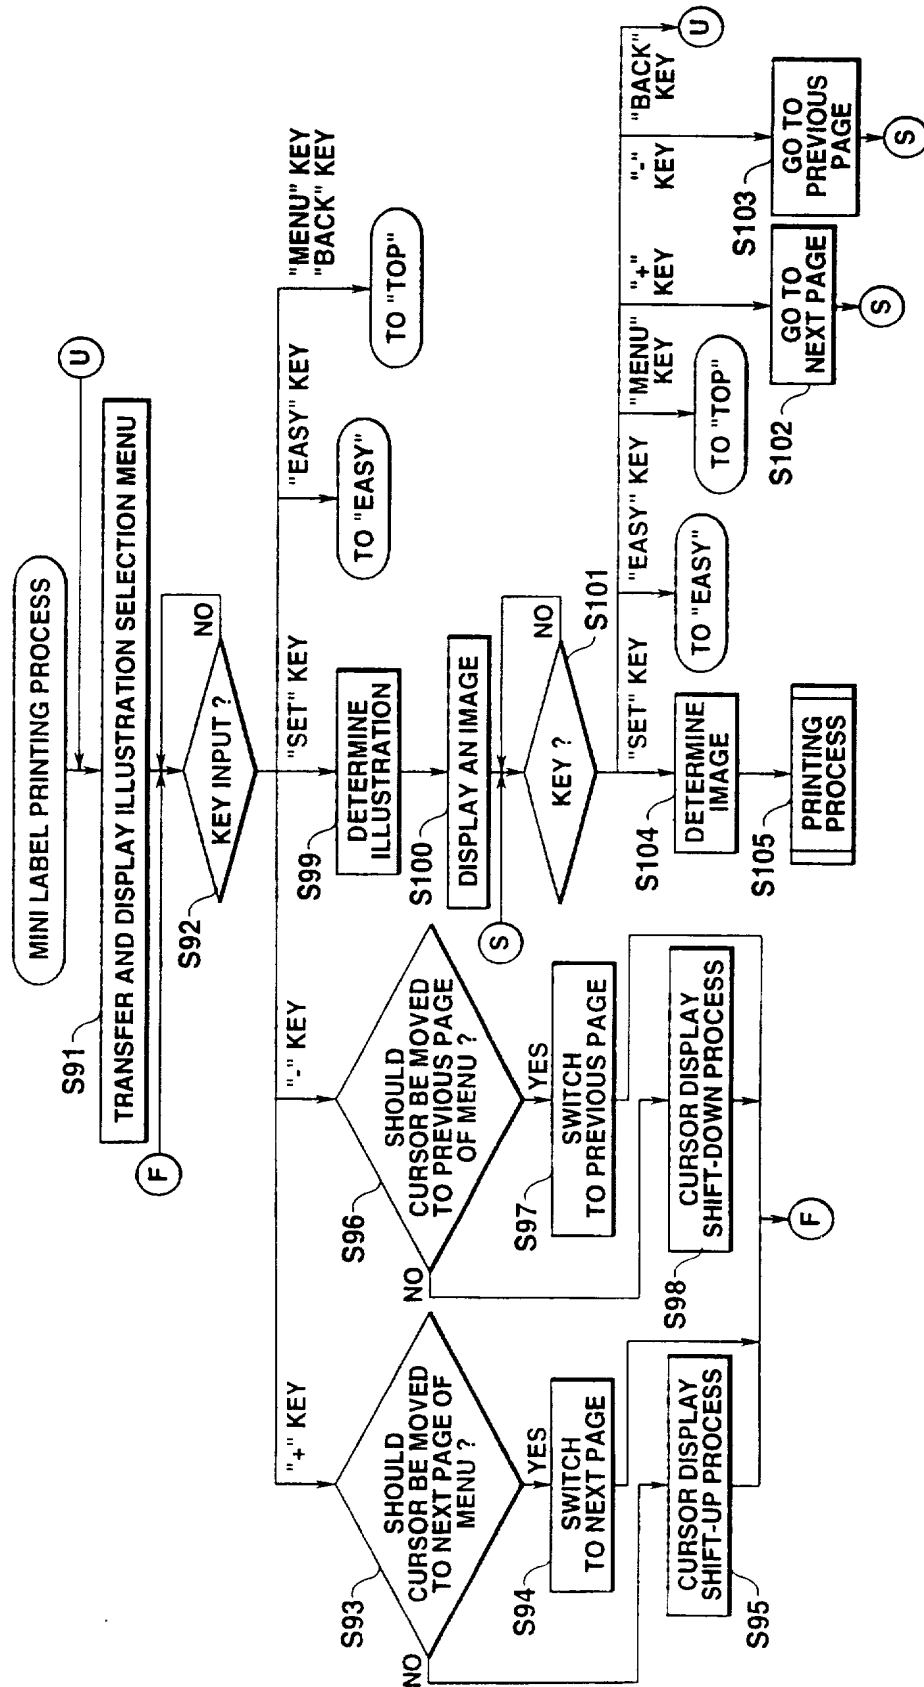 MINI LABEL PRINTING PROCESS
U
S91
TRANSFER AND DISPLAY ILLUSTRATION SELECTION MENU
F
S92
KEY INPUT ?
NO
"+" KEY
"-" KEY
"SET" KEY
"EASY" KEY
"MENU" KEY
"BACK" KEY
S93
SHOULD
CURSOR BE MOVED
TO NEXT PAGE OF
MENU ?
NO
YES
S94
SWITCH
TO NEXT PAGE
S95
CURSOR DISPLAY
SHIFT-UP PROCESS
S96
SHOULD
CURSOR BE MOVED
TO PREVIOUS PAGE
OF MENU ?
NO
YES
S97
SWITCH
TO PREVIOUS PAGE
S98
CURSOR DISPLAY
SHIFT-DOWN PROCESS
F
S99
DETERMINE
ILLUSTRATION
TO "EASY"
TO "TOP"
S100
DISPLAY AN IMAGE
S
KEY ?
S101
NO
"SET" KEY
"EASY" KEY
"MENU"
KEY
"+"
KEY
"-"
KEY
"BACK"
KEY
S104
DETERMINE
IMAGE
TO "EASY"
TO "TOP"
S102
GO TO
NEXT PAGE
S
S103
GO TO
PREVIOUS
PAGE
S
U
S105
PRINTING
PROCESS